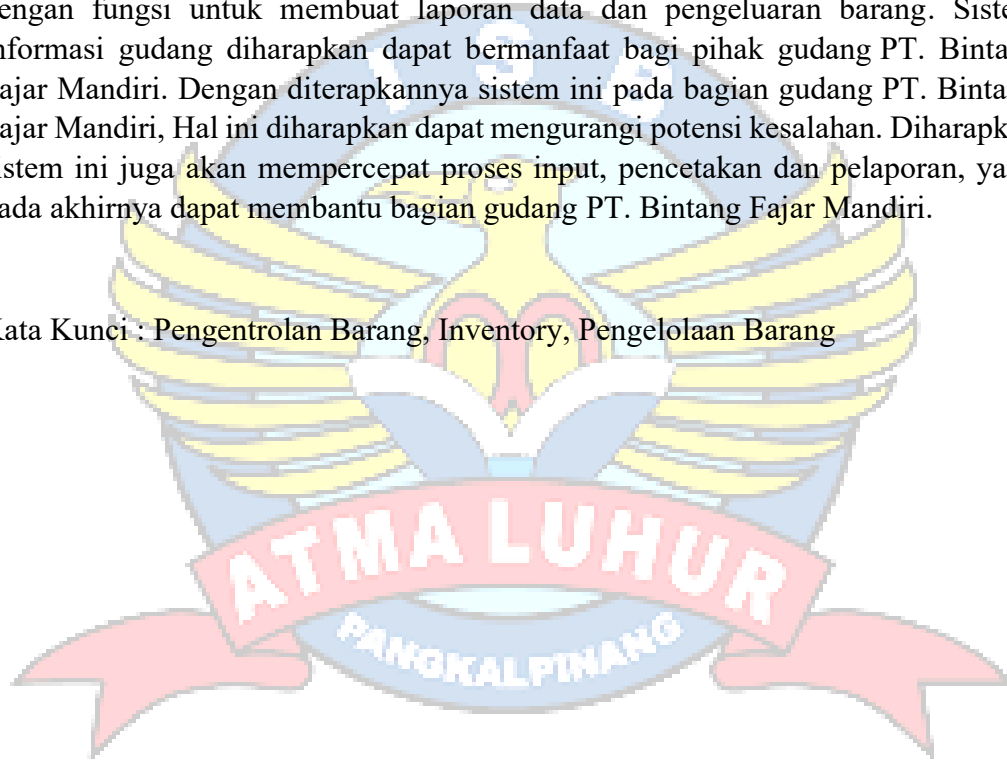 engan fungsi untuk membuat laporan data dan pengeluaran barang. Siste
nformasi gudang diharapkan dapat bermanfaat bagi pihak gudang PT. Binta
ajar Mandiri. Dengan diterapkannya sistem ini pada bagian gudang PT. Binta
ajar Mandiri, Hal ini diharapkan dapat mengurangi potensi kesalahan. Diharapk
istem ini juga akan mempercepat proses input, pencetakan dan pelaporan, ya
ada akhirnya dapat membantu bagian gudang PT. Bintang Fajar Mandiri.
Kata Kunci : Pengentrolan Barang, Inventory, Pengelolaan Barang
I S B
ATMA LUHUR
PANGKALPINANG